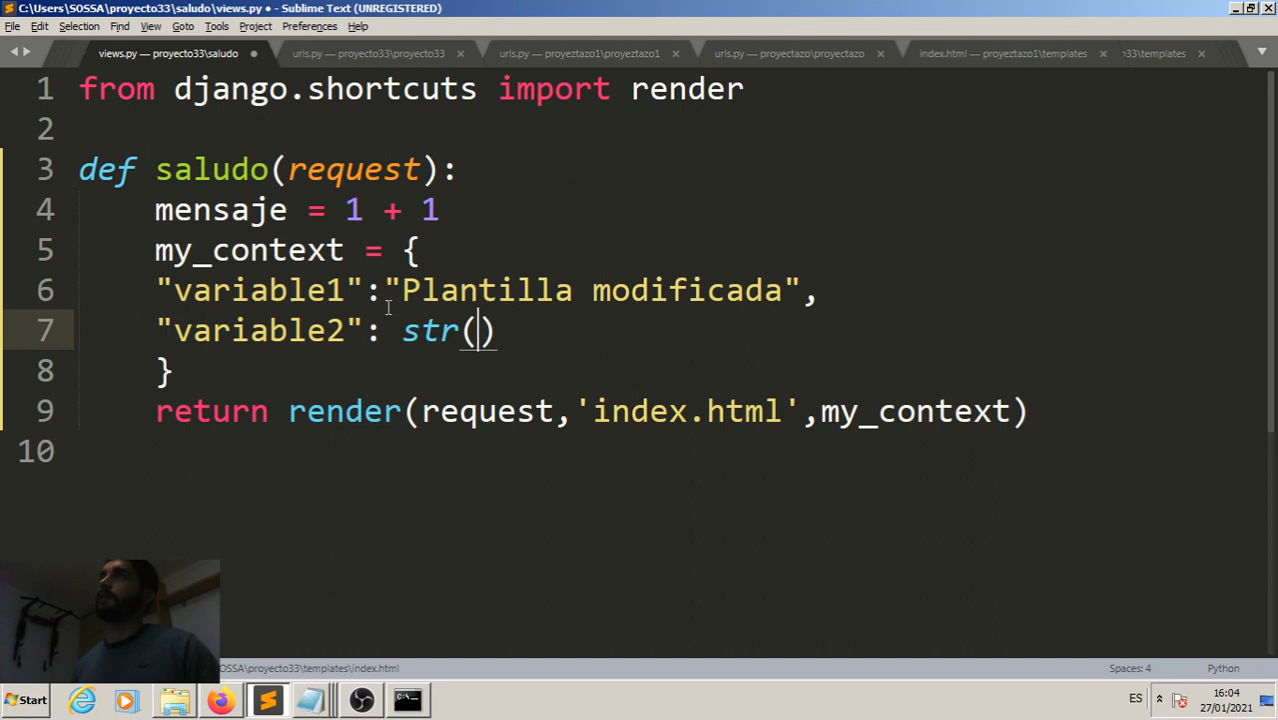 C:\Users\SOSSA\proyecto33\saludo\views.py • - Sublime Text (UNREGISTERED)
File Edit Selection Find View Goto Tools Project Preferences Help
views.py — proyecto33\saludo urls.py — proyecto33\proyecto33 urls.py — proyeztazo1\proyeztazo1 urls.py — proyectazo\proyectazo index.html — proyeztazo1\templates o33\templates
1 from django.shortcuts import render
2
3 def saludo(request):
4 mensaje = 1 + 1
5 my_context = {
6 "variable1":"Plantilla modificada",
7 "variable2": str()
8 }
9 return render(request,'index.html',my_context)
10
SOSSA\proyecto33\templates\index.html Spaces: 4 Python
Start ES 16:04
27/01/2021